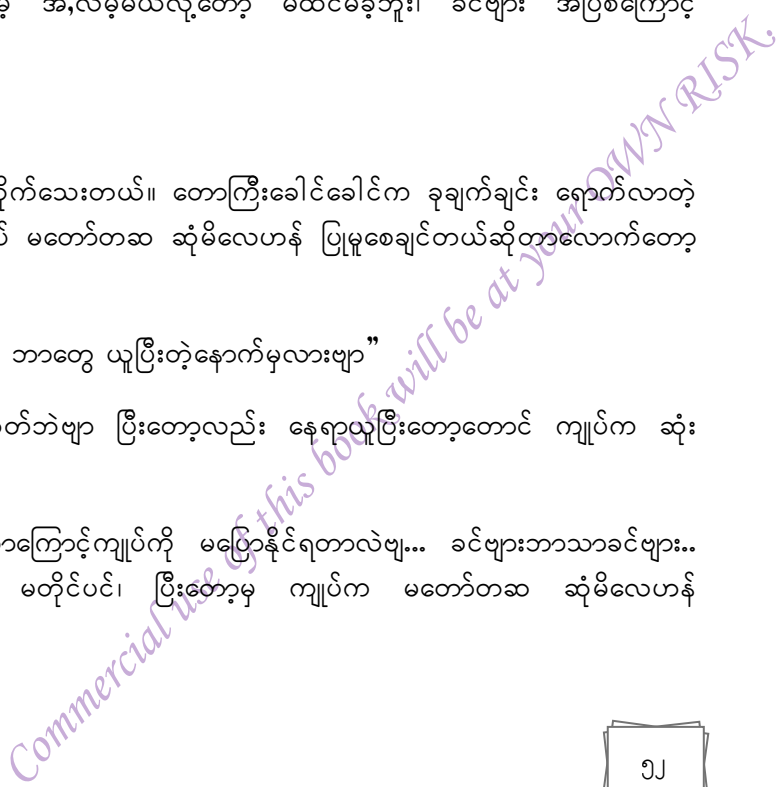 အ,လိမ့်မယ်လို့တော့ မထင်မိခဲ့ဘူး၊ ခင်ဗျား အပြစ်ကြောင့်
သေးတယ်။ တောကြီးခေါင်ခေါင်က ခုချက်ချင်း ရောက်လာတဲ့
မတော်တဆ ဆုံမိလေဟန် ပြုမူစေချင်တယ်ဆိုတာလောက်တော့
ဘာတွေ ယူပြီးတဲ့နောက်မှလားဗျာ”
ဘဲဗျာ ပြီးတော့လည်း နေရာယူပြီးတော့တောင် ကျုပ်က ဆုံး
ကြောင့်ကျုပ်ကို မပြောနိုင်ရတာလဲဗျ... ခင်ဗျားဘာသာခင်ဗျား..
မတိုင်ပင်၊ ပြီးတော့မှ ကျုပ်က မတော်တဆ ဆုံမိလေဟန်
Commercial use of this book will be at your OWN RISK.
၅၂